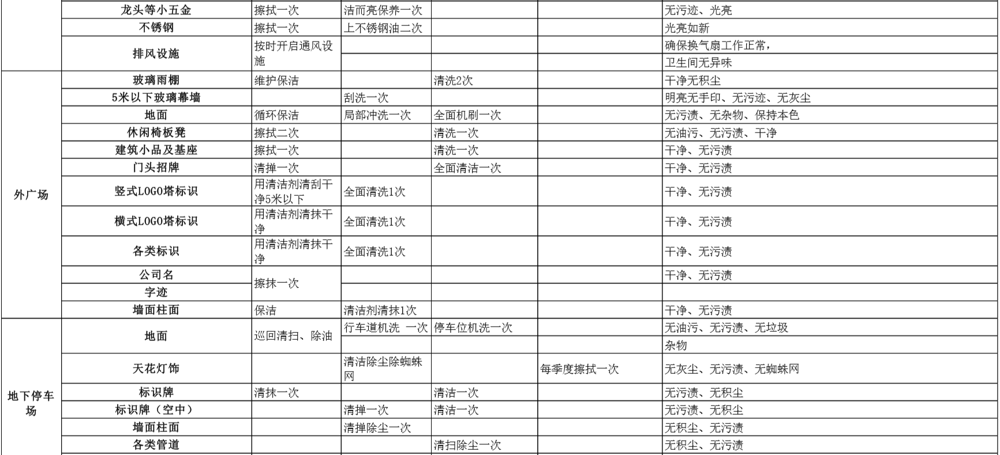 龙头等小五金 擦拭一次 洁而亮保养一次 无污迹、光亮
不锈钢 擦拭一次 上不锈钢油二次 光亮如新
排风设施 按时开启通风设施 确保换气扇工作正常，
卫生间无异味
外广场
玻璃雨棚 维护保洁 清洗2次 干净无积尘
5米以下玻璃幕墙 刮洗一次 明亮无手印、无污迹、无灰尘
地面 循环保洁 局部冲洗一次 全面机刷一次 无污渍、无杂物、保持本色
休闲椅板凳 擦拭二次 清洗一次 无油污、无污渍、干净
建筑小品及基座 擦拭一次 清洗一次 干净、无污渍
门头招牌 清掸一次 全面清洁一次 干净、无污渍
竖式LOGO塔标识 用清洁剂清刮干净5米以下 全面清洗1次 干净、无污渍
横式LOGO塔标识 用清洁剂清抹干净 全面清洗1次 干净、无污渍
各类标识 用清洁剂清抹干净 全面清洗1次 干净、无污渍
公司名 擦抹一次 干净、无污渍
字迹
墙面柱面 保洁 清洁剂清抹1次 干净、无污渍
地下停车场
地面 巡回清扫、除油 行车道机洗 一次 停车位机洗一次 无油污、无污渍、无垃圾
杂物
天花灯饰 清洁除尘除蜘蛛网 每季度擦拭一次 无灰尘、无污渍、无蜘蛛网
标识牌 清抹一次 清洁一次 无污渍、无积尘
标识牌（空中） 清掸一次 清洁一次 无污渍、无积尘
墙面柱面 清掸除尘一次 无积尘、无污渍
各类管道 清扫除尘一次 无积尘、无污渍